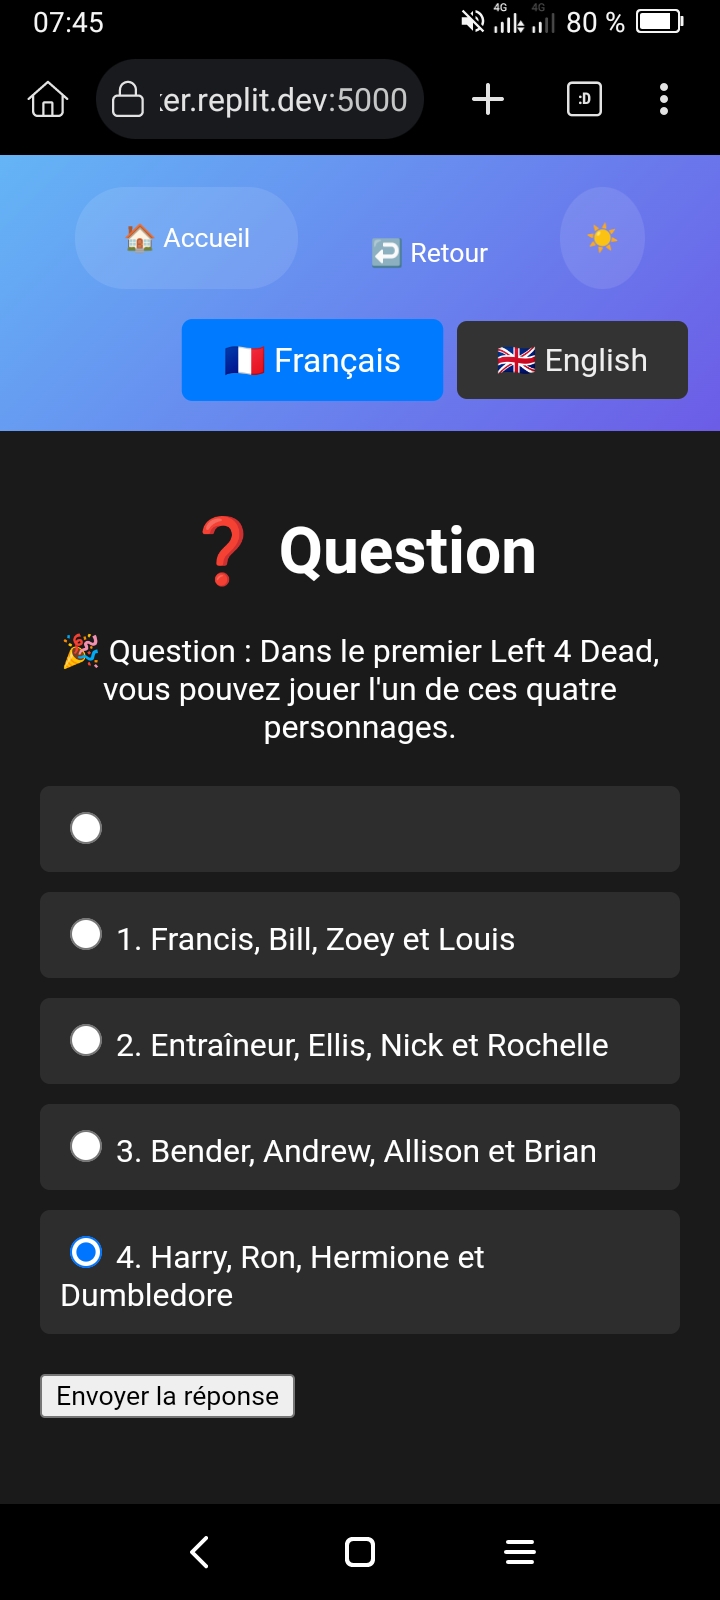 07:45
4G 4G 80 %
ker.replit.dev:5000
:D
🏠 Accueil
↩️ Retour
☀️
🇫🇷 Français
🇬🇧 English
❓ Question
🎉 Question : Dans le premier Left 4 Dead,
vous pouvez jouer l'un de ces quatre
personnages.
1. Francis, Bill, Zoey et Louis
2. Entraîneur, Ellis, Nick et Rochelle
3. Bender, Andrew, Allison et Brian
4. Harry, Ron, Hermione et
Dumbledore
Envoyer la réponse